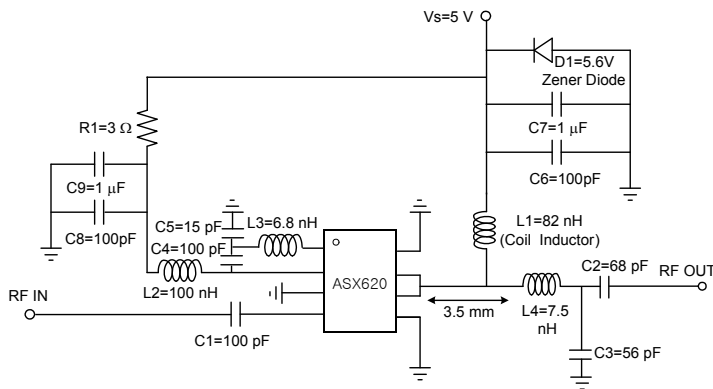 Vs=5 V
D1=5.6V
Zener Diode
R1=3 Ω
C7=1 μF
C9=1 μF
C6=100pF
C5=15 pF
L3=6.8 nH
C8=100pF
C4=100 pF
L1=82 nH
(Coil Inductor)
ASX620
C2=68 pF
RF OUT
L2=100 nH
RF IN
3.5 mm
L4=7.5
nH
C1=100 pF
C3=56 pF